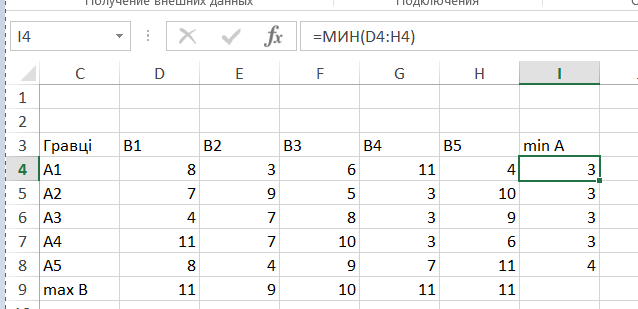 Получение внешних данных Подключения
I4 fx =МИН(D4:H4)
C D E F G H I
1
2
3 Гравці B1 B2 B3 B4 B5 min A
4 A1 8 3 6 11 4 3
5 A2 7 9 5 3 10 3
6 A3 4 7 8 3 9 3
7 A4 11 7 10 3 6 3
8 A5 8 4 9 7 11 4
9 max B 11 9 10 11 11